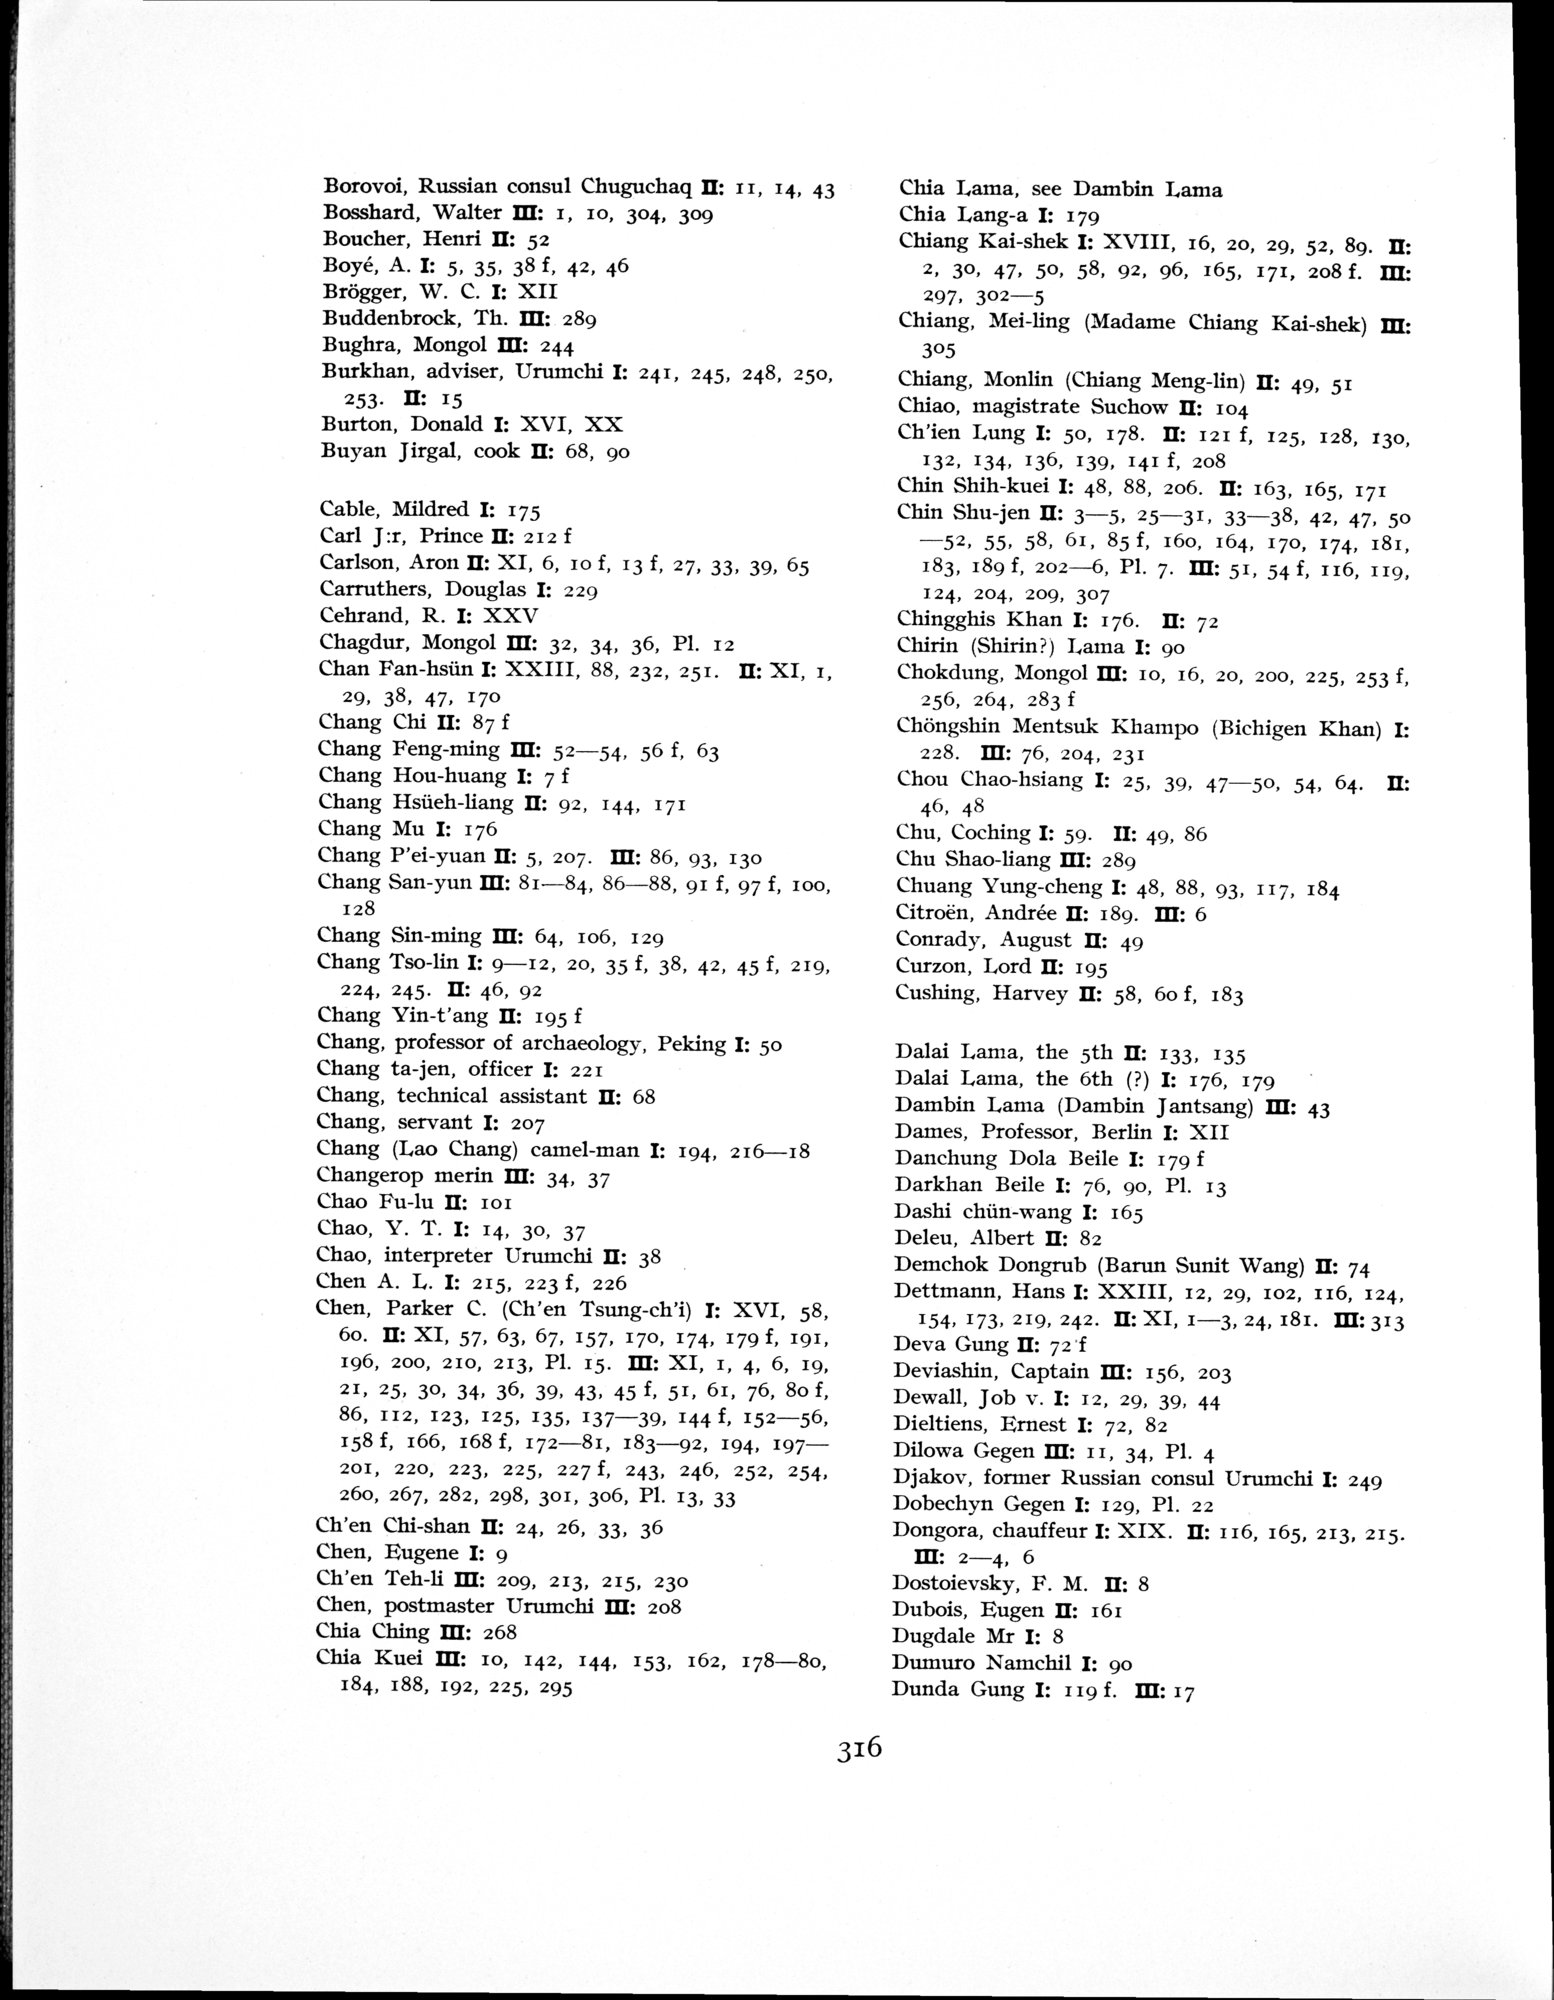 Borovoi, Russian consul Chuguchaq II: 11, 14, 43
Bosshard, Walter III: 1, 10, 304, 309
Boucher, Henri II: 52
Boyé, A. I: 5, 35, 38 f, 42, 46
Brögger, W. C. I: XII
Buddenbrock, Th. III: 289
Bughra, Mongol III: 244
Burkhan, adviser, Urumchi I: 241, 245, 248, 250,
253. II: 15
Burton, Donald I: XVI, XX
Buyan Jirgal, cook II: 68, 90
Cable, Mildred I: 175
Carl J:r, Prince II: 212 f
Carlson, Aron II: XI, 6, 10 f, 13 f, 27, 33, 39, 65
Carruthers, Douglas I: 229
Cehrand, R. I: XXV
Chagdur, Mongol III: 32, 34, 36, Pl. 12
Chan Fan-hsün I: XXIII, 88, 232, 251. II: XI, 1,
29, 38, 47, 170
Chang Chi II: 87 f
Chang Feng-ming III: 52—54, 56 f, 63
Chang Hou-huang I: 7 f
Chang Hsüeh-liang II: 92, 144, 171
Chang Mu I: 176
Chang P'ei-yuan II: 5, 207. III: 86, 93, 130
Chang San-yun III: 81—84, 86—88, 91 f, 97 f, 100,
128
Chang Sin-ming III: 64, 106, 129
Chang Tso-lin I: 9—12, 20, 35 f, 38, 42, 45 f, 219,
224, 245. II: 46, 92
Chang Yin-t'ang II: 195 f
Chang, professor of archaeology, Peking I: 50
Chang ta-jen, officer I: 221
Chang, technical assistant II: 68
Chang, servant I: 207
Chang (Lao Chang) camel-man I: 194, 216—18
Changerop merin III: 34, 37
Chao Fu-lu II: 101
Chao, Y. T. I: 14, 30, 37
Chao, interpreter Urumchi II: 38
Chen A. L. I: 215, 223 f, 226
Chen, Parker C. (Ch'en Tsung-ch'i) I: XVI, 58,
60. II: XI, 57, 63, 67, 157, 170, 174, 179 f, 191,
196, 200, 210, 213, Pl. 15. III: XI, 1, 4, 6, 19,
21, 25, 30, 34, 36, 39, 43, 45 f, 51, 61, 76, 80 f,
86, 112, 123, 125, 135, 137—39, 144 f, 152—56,
158 f, 166, 168 f, 172—81, 183—92, 194, 197—
201, 220, 223, 225, 227 f, 243, 246, 252, 254,
260, 267, 282, 298, 301, 306, Pl. 13, 33
Ch'en Chi-shan II: 24, 26, 33, 36
Chen, Eugene I: 9
Ch'en Teh-li III: 209, 213, 215, 230
Chen, postmaster Urumchi III: 208
Chia Ching III: 268
Chia Kuei III: 10, 142, 144, 153, 162, 178—80,
184, 188, 192, 225, 295
Chia Lama, see Dambin Lama
Chia Lang-a I: 179
Chiang Kai-shek I: XVIII, 16, 20, 29, 52, 89. II:
2, 30, 47, 50, 58, 92, 96, 165, 171, 208 f. III:
297, 302—5
Chiang, Mei-ling (Madame Chiang Kai-shek) III:
305
Chiang, Monlin (Chiang Meng-lin) II: 49, 51
Chiao, magistrate Suchow II: 104
Ch'ien Lung I: 50, 178. II: 121 f, 125, 128, 130,
132, 134, 136, 139, 141 f, 208
Chin Shih-kuei I: 48, 88, 206. II: 163, 165, 171
Chin Shu-jen II: 3—5, 25—31, 33—38, 42, 47, 50
—52, 55, 58, 61, 85 f, 160, 164, 170, 174, 181,
183, 189 f, 202—6, Pl. 7. III: 51, 54 f, 116, 119,
124, 204, 209, 307
Chingghis Khan I: 176. II: 72
Chirin (Shirin?) Lama I: 90
Chokdung, Mongol III: 10, 16, 20, 200, 225, 253 f,
256, 264, 283 f
Chöngshin Mentsuk Khampo (Bichigen Khan) I:
228. III: 76, 204, 231
Chou Chao-hsiang I: 25, 39, 47—50, 54, 64. II:
46, 48
Chu, Coching I: 59. II: 49, 86
Chu Shao-liang III: 289
Chuang Yung-cheng I: 48, 88, 93, 117, 184
Citroën, Andrée II: 189. III: 6
Conrady, August II: 49
Curzon, Lord II: 195
Cushing, Harvey II: 58, 60 f, 183
Dalai Lama, the 5th II: 133, 135
Dalai Lama, the 6th (?) I: 176, 179
Dambin Lama (Dambin Jantsang) III: 43
Dames, Professor, Berlin I: XII
Danchung Dola Beile I: 179 f
Darkhan Beile I: 76, 90, Pl. 13
Dashi chün-wang I: 165
Deleu, Albert II: 82
Demchok Dongrub (Barun Sunit Wang) II: 74
Dettmann, Hans I: XXIII, 12, 29, 102, 116, 124,
154, 173, 219, 242. II: XI, 1—3, 24, 181. III: 313
Deva Gung II: 72 f
Deviashin, Captain III: 156, 203
Dewall, Job v. I: 12, 29, 39, 44
Dieltiens, Ernest I: 72, 82
Dilowa Gegen III: 11, 34, Pl. 4
Djakov, former Russian consul Urumchi I: 249
Dobechyn Gegen I: 129, Pl. 22
Dongora, chauffeur I: XIX. II: 116, 165, 213, 215.
III: 2—4, 6
Dostoievsky, F. M. II: 8
Dubois, Eugen II: 161
Dugdale Mr I: 8
Dumuro Namchil I: 90
Dunda Gung I: 119 f. III: 17
316